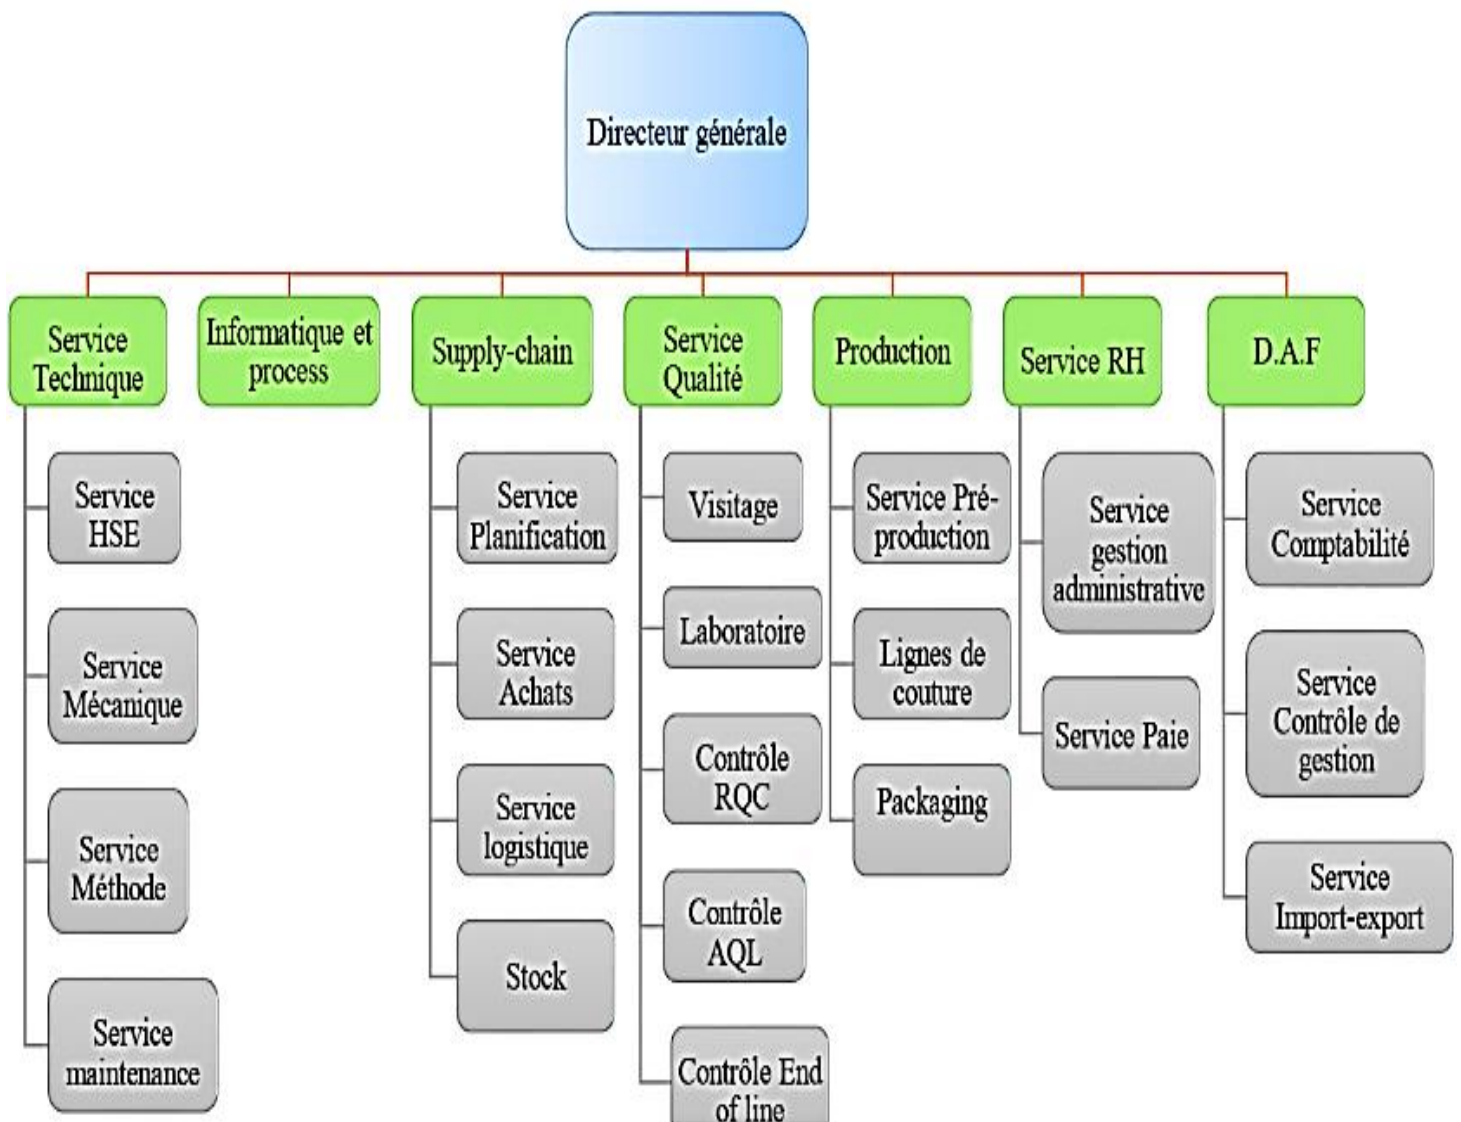 Directeur générale
Service
Technique
Informatique et
process
Supply-chain
Service
Qualité
Production
Service RH
D.A.F
Service
HSE
Service
Mécanique
Service
Méthode
Service
maintenance
Service
Planification
Service
Achats
Service
logistique
Stock
Visitage
Laboratoire
Contrôle
RQC
Contrôle
AQL
Contrôle End
of line
Service Pré-
production
Lignes de
couture
Packaging
Service
gestion
administrative
Service Paie
Service
Comptabilité
Service
Contrôle de
gestion
Service
Import-export